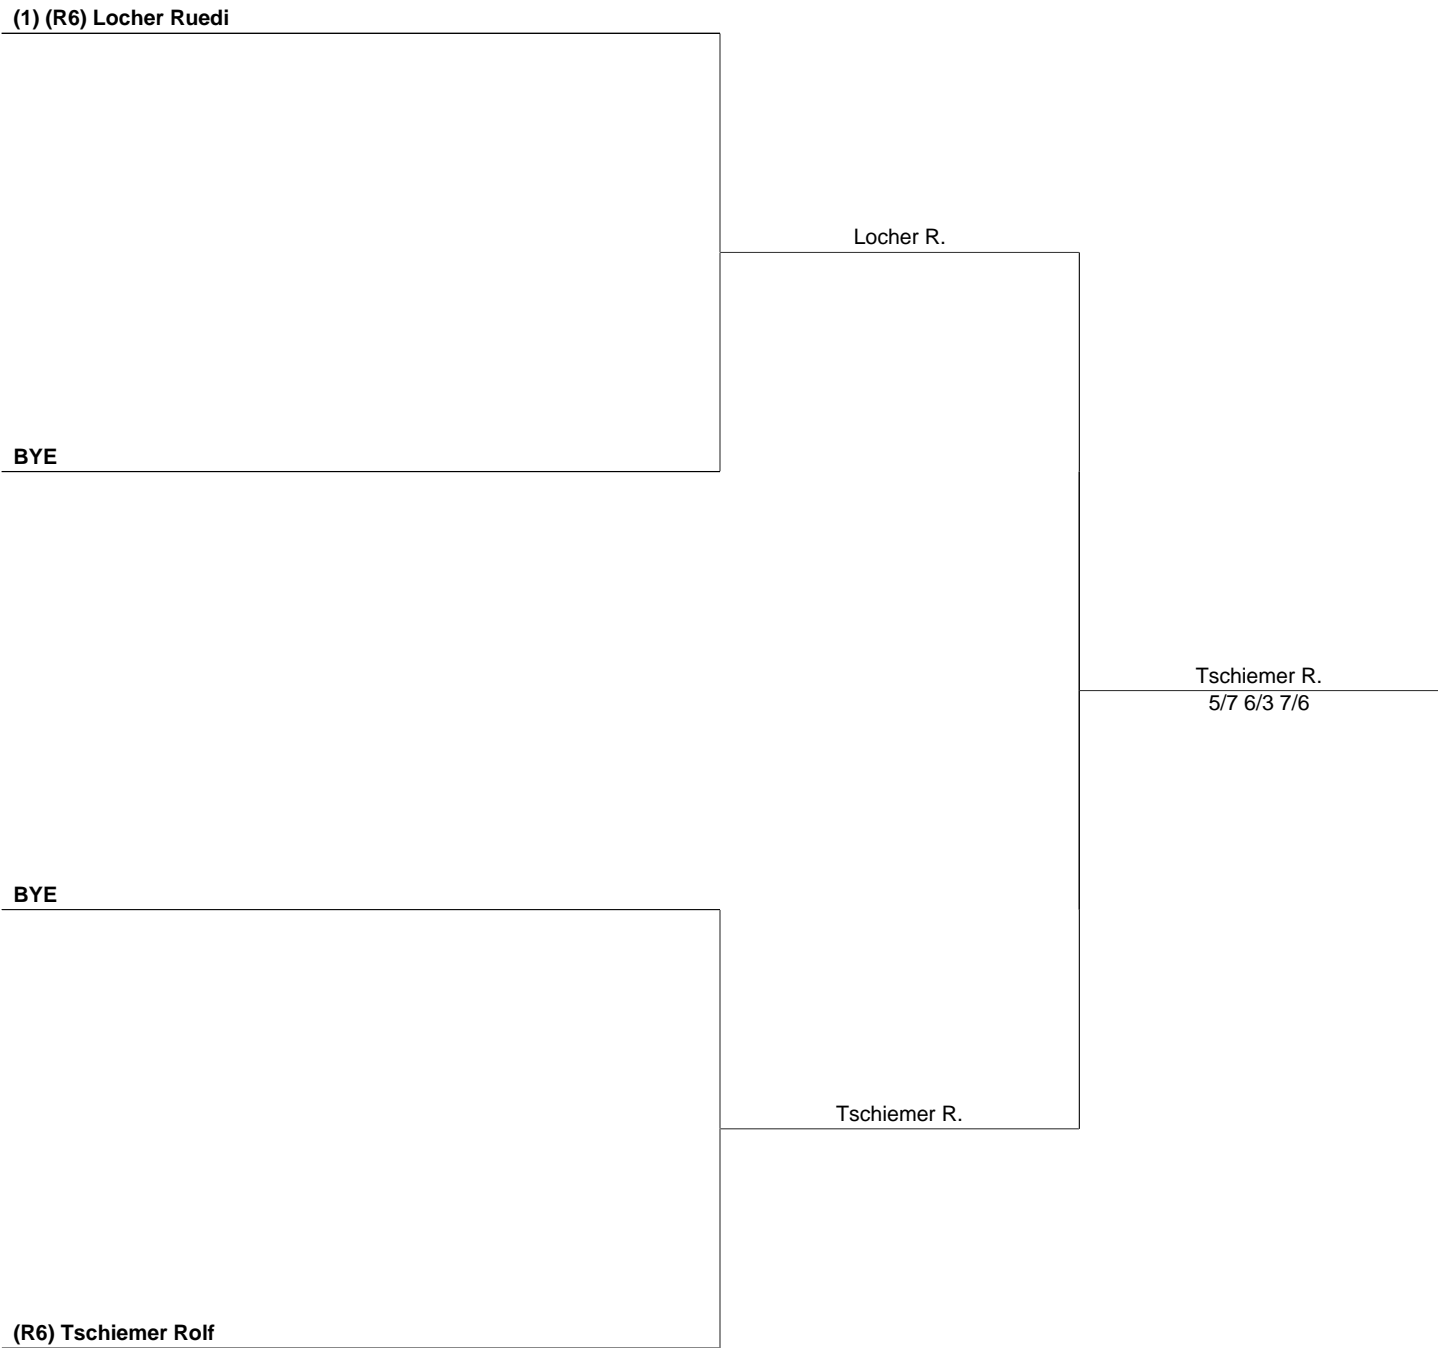 (1) (R6) Locher Ruedi
Locher R.
BYE
Tschiemer R.
5/7 6/3 7/6
BYE
Tschiemer R.
(R6) Tschiemer Rolf